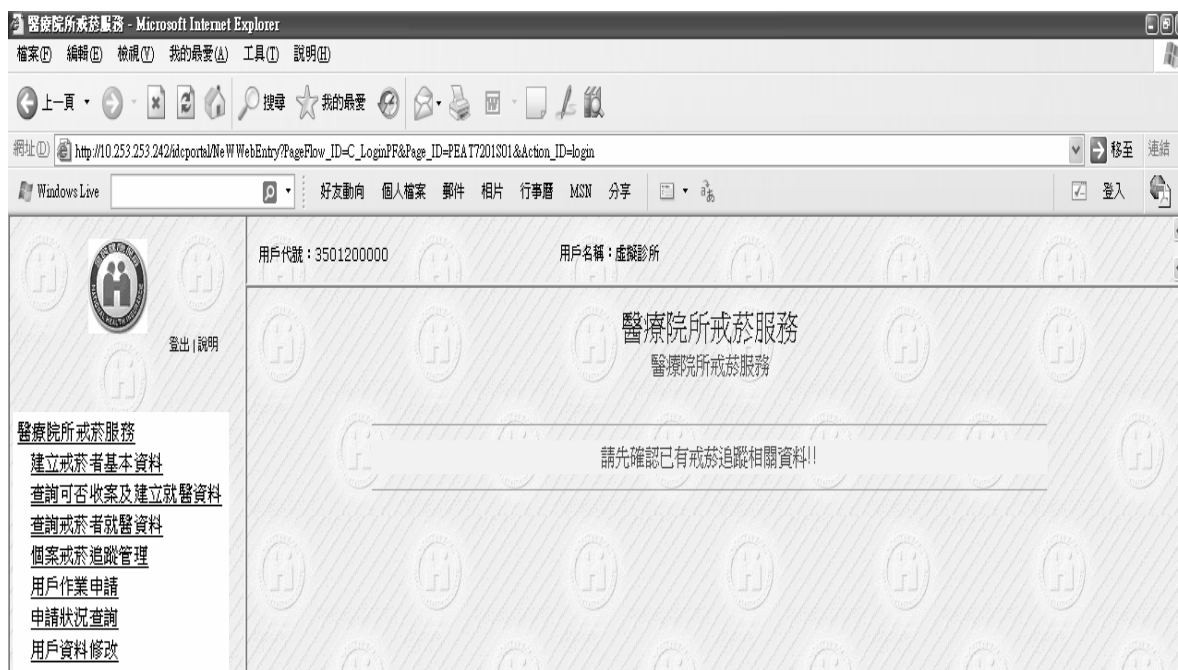 醫療院所戒菸服務 - Microsoft Internet Explorer
檔案(F) 編輯(E) 檢視(V) 我的最愛(A) 工具(T) 說明(H)
上一頁 搜尋 我的最愛
網址(D) http://10.253.253.242/idcportal/NeWWebEntry?PageFlow_ID=C_LoginPF&Page_ID=PEAT7201S01&Action_ID=login 移至 連結
Windows Live 好友動向 個人檔案 郵件 相片 行事曆 MSN 分享 登入
用戶代號：3501200000 用戶名稱：虛擬診所
登出 | 說明
醫療院所戒菸服務
醫療院所戒菸服務
請先確認已有戒菸追蹤相關資料!!
醫療院所戒菸服務
建立戒菸者基本資料
查詢可否收案及建立就醫資料
查詢戒菸者就醫資料
個案戒菸追蹤管理
用戶作業申請
申請狀況查詢
用戶資料修改